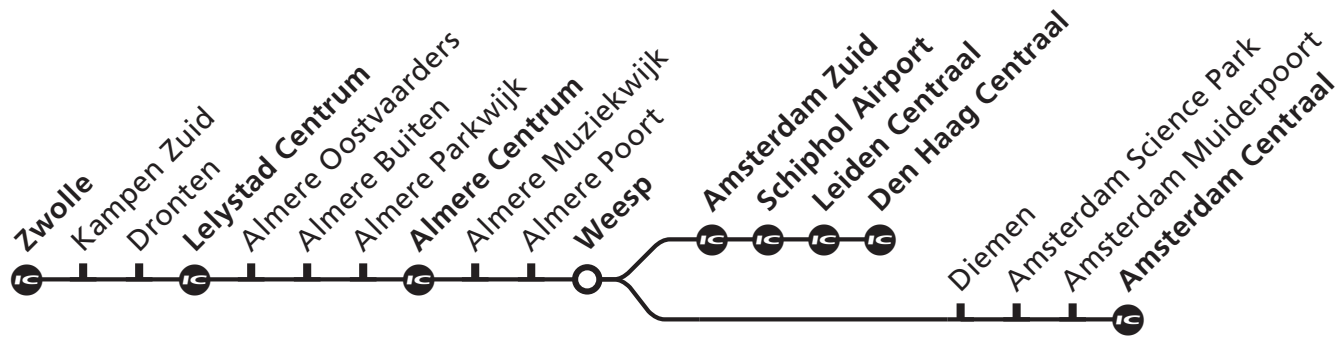 Zwolle
Kampen Zuid
Dronten
Lelystad Centrum
Almere Oostvaarders
Almere Buiten
Almere Parkwijk
Almere Centrum
Almere Muziekwijk
Almere Poort
Weesp
Amsterdam Zuid
Schiphol Airport
Leiden Centraal
Den Haag Centraal
Diemen
Amsterdam Science Park
Amsterdam Muiderpoort
Amsterdam Centraal
IC
IC
IC
IC
IC
IC
IC
IC